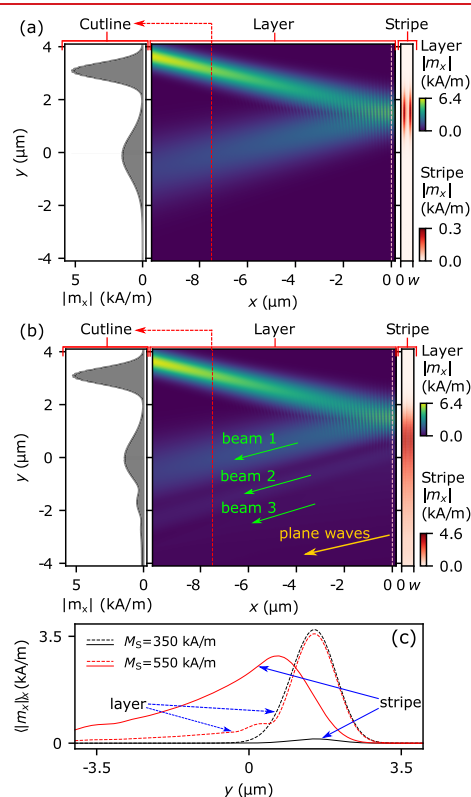 Cutline Layer Stripe
(a)
y (μm)
4
2
0
-2
-4
5 0
|mₓ| (kA/m)
-8 -6 -4 -2 0
x (μm)
0 w
Layer
|mₓ|
(kA/m)
6.4
0.0
Stripe
|mₓ|
(kA/m)
0.3
0.0
(b)
Cutline Layer Stripe
y (μm)
4
2
0
-2
-4
beam 1
beam 2
beam 3
plane waves
5 0
|mₓ| (kA/m)
-8 -6 -4 -2 0
x (μm)
0 w
Layer
|mₓ|
(kA/m)
6.4
0.0
Stripe
|mₓ|
(kA/m)
4.6
0.0
(c)
⟨|mₓ|⟩ₓ (kA/m)
3.5
0
M_S=350 kA/m
M_S=550 kA/m
layer
stripe
-3.5 0 3.5
y (μm)